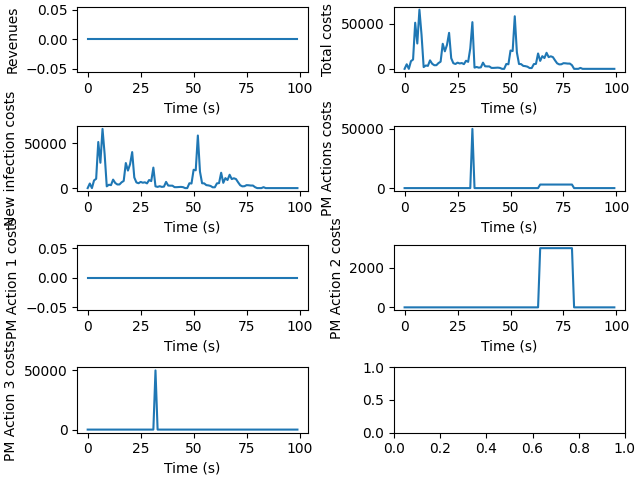 Revenues
0.05
0.00
−0.05
0 25 50 75 100
Time (s)
Total costs
50000
0
0 25 50 75 100
Time (s)
New infection costs
50000
0
0 25 50 75 100
Time (s)
PM Actions costs
50000
0
0 25 50 75 100
Time (s)
PM Action 1 costs
0.05
0.00
−0.05
0 25 50 75 100
Time (s)
PM Action 2 costs
2000
0
0 25 50 75 100
Time (s)
PM Action 3 costs
50000
0
0 25 50 75 100
Time (s)
1.0
0.5
0.0
0.0 0.2 0.4 0.6 0.8 1.0